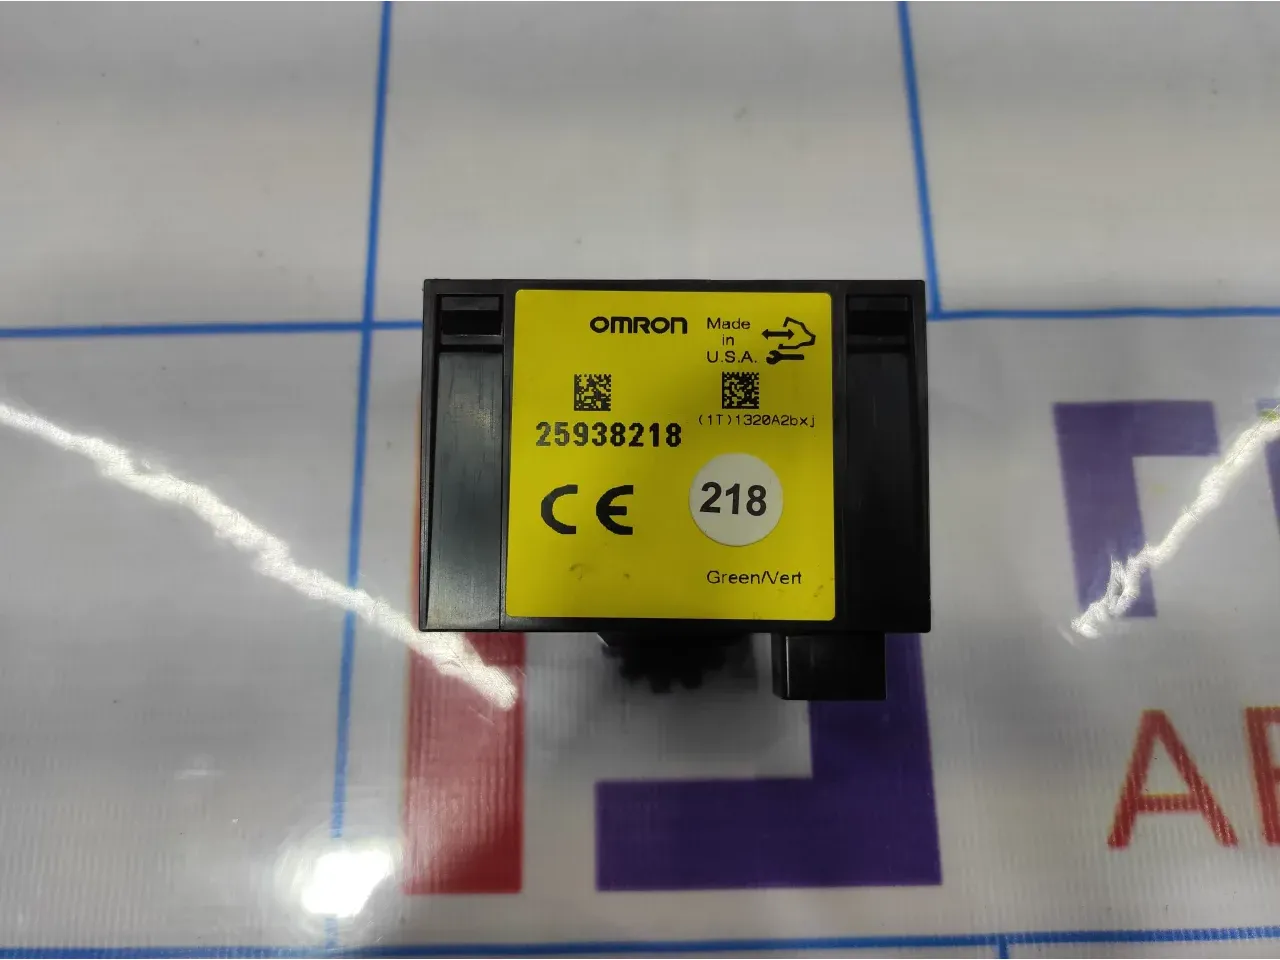 OMRON
Made
in
U.S.A.
(1T)1320A2bxj
25938218
CE
218
Green/Vert